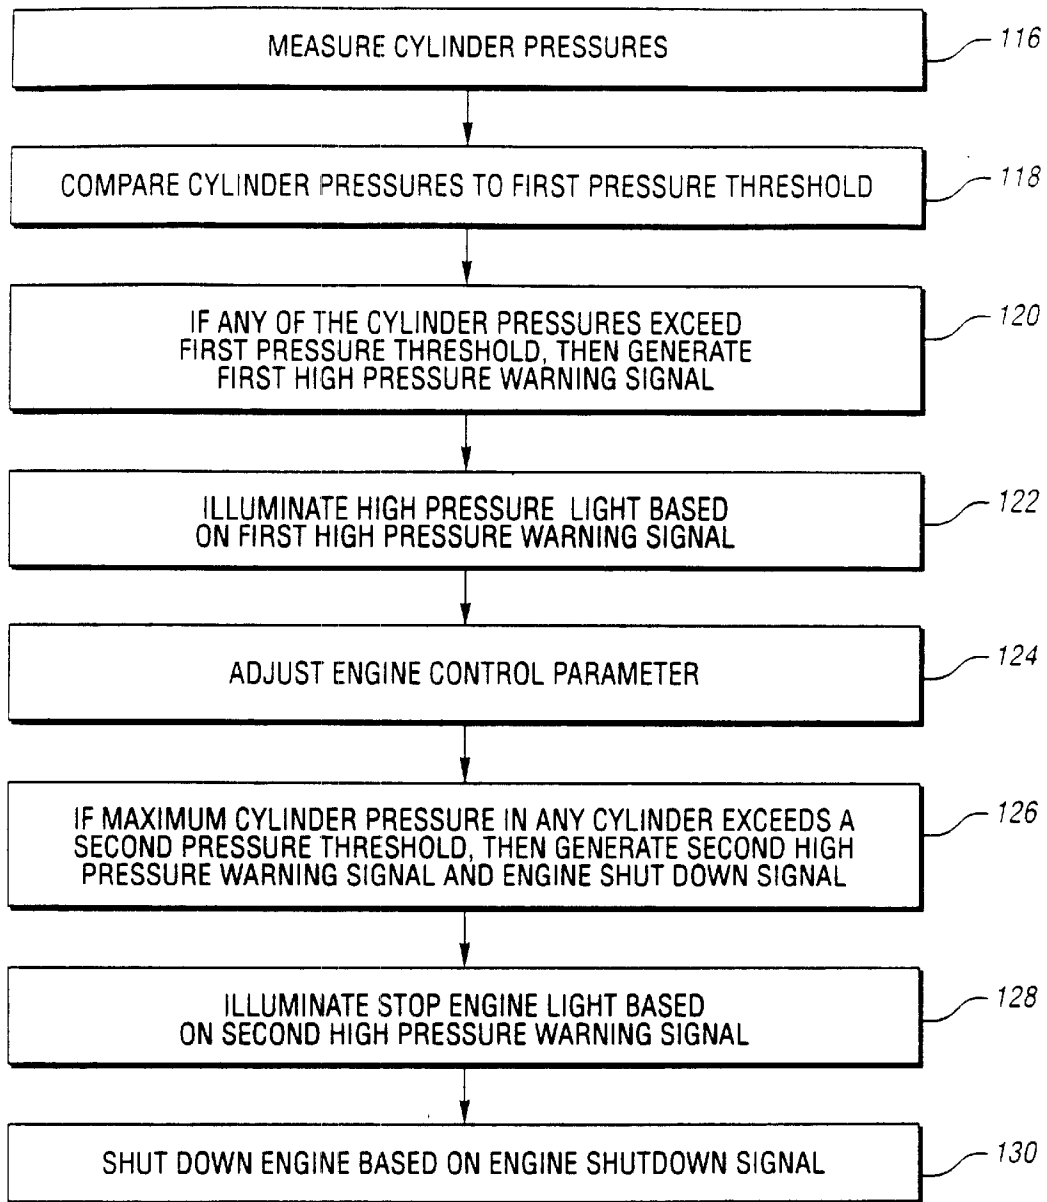 MEASURE CYLINDER PRESSURES
116
COMPARE CYLINDER PRESSURES TO FIRST PRESSURE THRESHOLD
118
IF ANY OF THE CYLINDER PRESSURES EXCEED
FIRST PRESSURE THRESHOLD, THEN GENERATE
FIRST HIGH PRESSURE WARNING SIGNAL
120
ILLUMINATE HIGH PRESSURE LIGHT BASED
ON FIRST HIGH PRESSURE WARNING SIGNAL
122
ADJUST ENGINE CONTROL PARAMETER
124
IF MAXIMUM CYLINDER PRESSURE IN ANY CYLINDER EXCEEDS A
SECOND PRESSURE THRESHOLD, THEN GENERATE SECOND HIGH
PRESSURE WARNING SIGNAL AND ENGINE SHUT DOWN SIGNAL
126
ILLUMINATE STOP ENGINE LIGHT BASED
ON SECOND HIGH PRESSURE WARNING SIGNAL
128
SHUT DOWN ENGINE BASED ON ENGINE SHUTDOWN SIGNAL
130